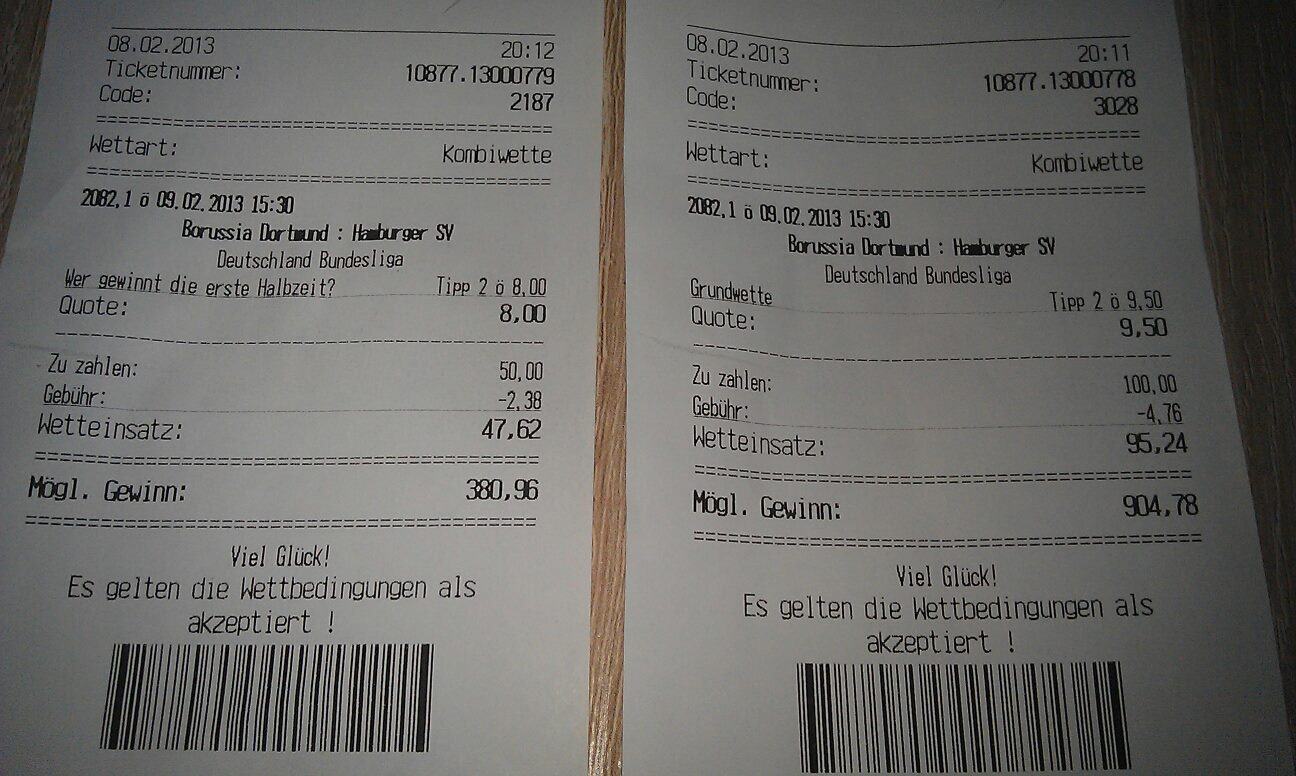 08.02.2013 20:12
Ticketnummer: 10877.13000779
Code: 2187
==========================================
Wettart: Kombiwette
==========================================
2082,1 ö 09.02.2013 15:30
Borussia Dortmund : Hamburger SV
Deutschland Bundesliga
Wer gewinnt die erste Halbzeit? Tipp 2 ö 8,00
Quote: 8,00
------------------------------------------
Zu zahlen: 50,00
Gebühr: -2,38
Wetteinsatz: 47,62
==========================================
Mögl. Gewinn: 380,96
==========================================
Viel Glück!
Es gelten die Wettbedingungen als
akzeptiert !
08.02.2013 20:11
Ticketnummer: 10877.13000778
Code: 3028
==========================================
Wettart: Kombiwette
==========================================
2082,1 ö 09.02.2013 15:30
Borussia Dortmund : Hamburger SV
Deutschland Bundesliga
Grundwette Tipp 2 ö 9,50
Quote: 9,50
------------------------------------------
Zu zahlen: 100,00
Gebühr: -4,76
Wetteinsatz: 95,24
==========================================
Mögl. Gewinn: 904,78
==========================================
Viel Glück!
Es gelten die Wettbedingungen als
akzeptiert !